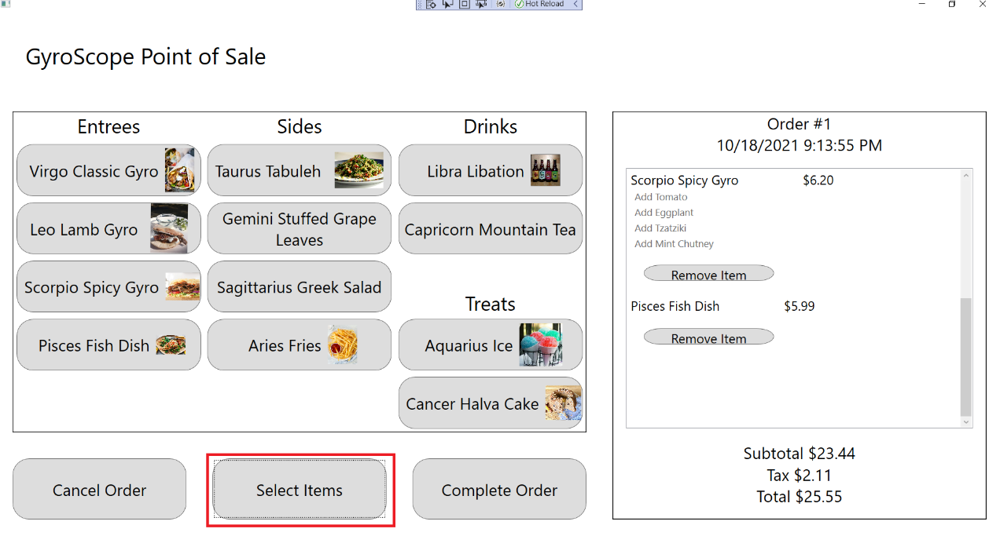 Hot Reload
GyroScope Point of Sale
Entrees
Virgo Classic Gyro
Leo Lamb Gyro
Scorpio Spicy Gyro
Pisces Fish Dish
Sides
Taurus Tabuleh
Gemini Stuffed Grape
Leaves
Sagittarius Greek Salad
Aries Fries
Drinks
Libra Libation
Capricorn Mountain Tea
Treats
Aquarius Ice
Cancer Halva Cake
Cancel Order
Select Items
Complete Order
Order #1
10/18/2021 9:13:55 PM
Scorpio Spicy Gyro $6.20
Add Tomato
Add Eggplant
Add Tzatziki
Add Mint Chutney
Remove Item
Pisces Fish Dish $5.99
Remove Item
Subtotal $23.44
Tax $2.11
Total $25.55